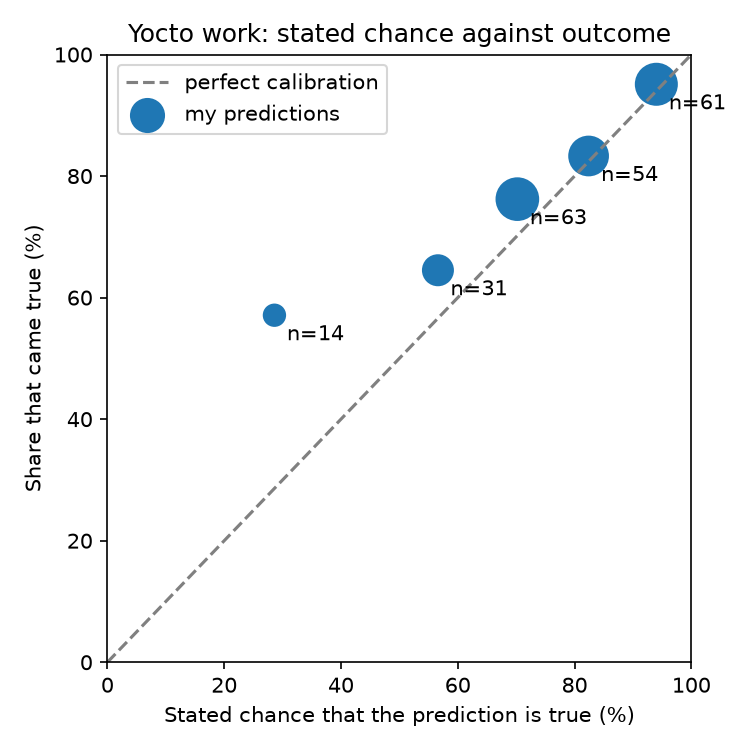 Yocto work: stated chance against outcome
perfect calibration
my predictions
n=61
n=54
n=63
n=31
n=14
100
80
60
40
20
0
Share that came true (%)
0 20 40 60 80 100
Stated chance that the prediction is true (%)